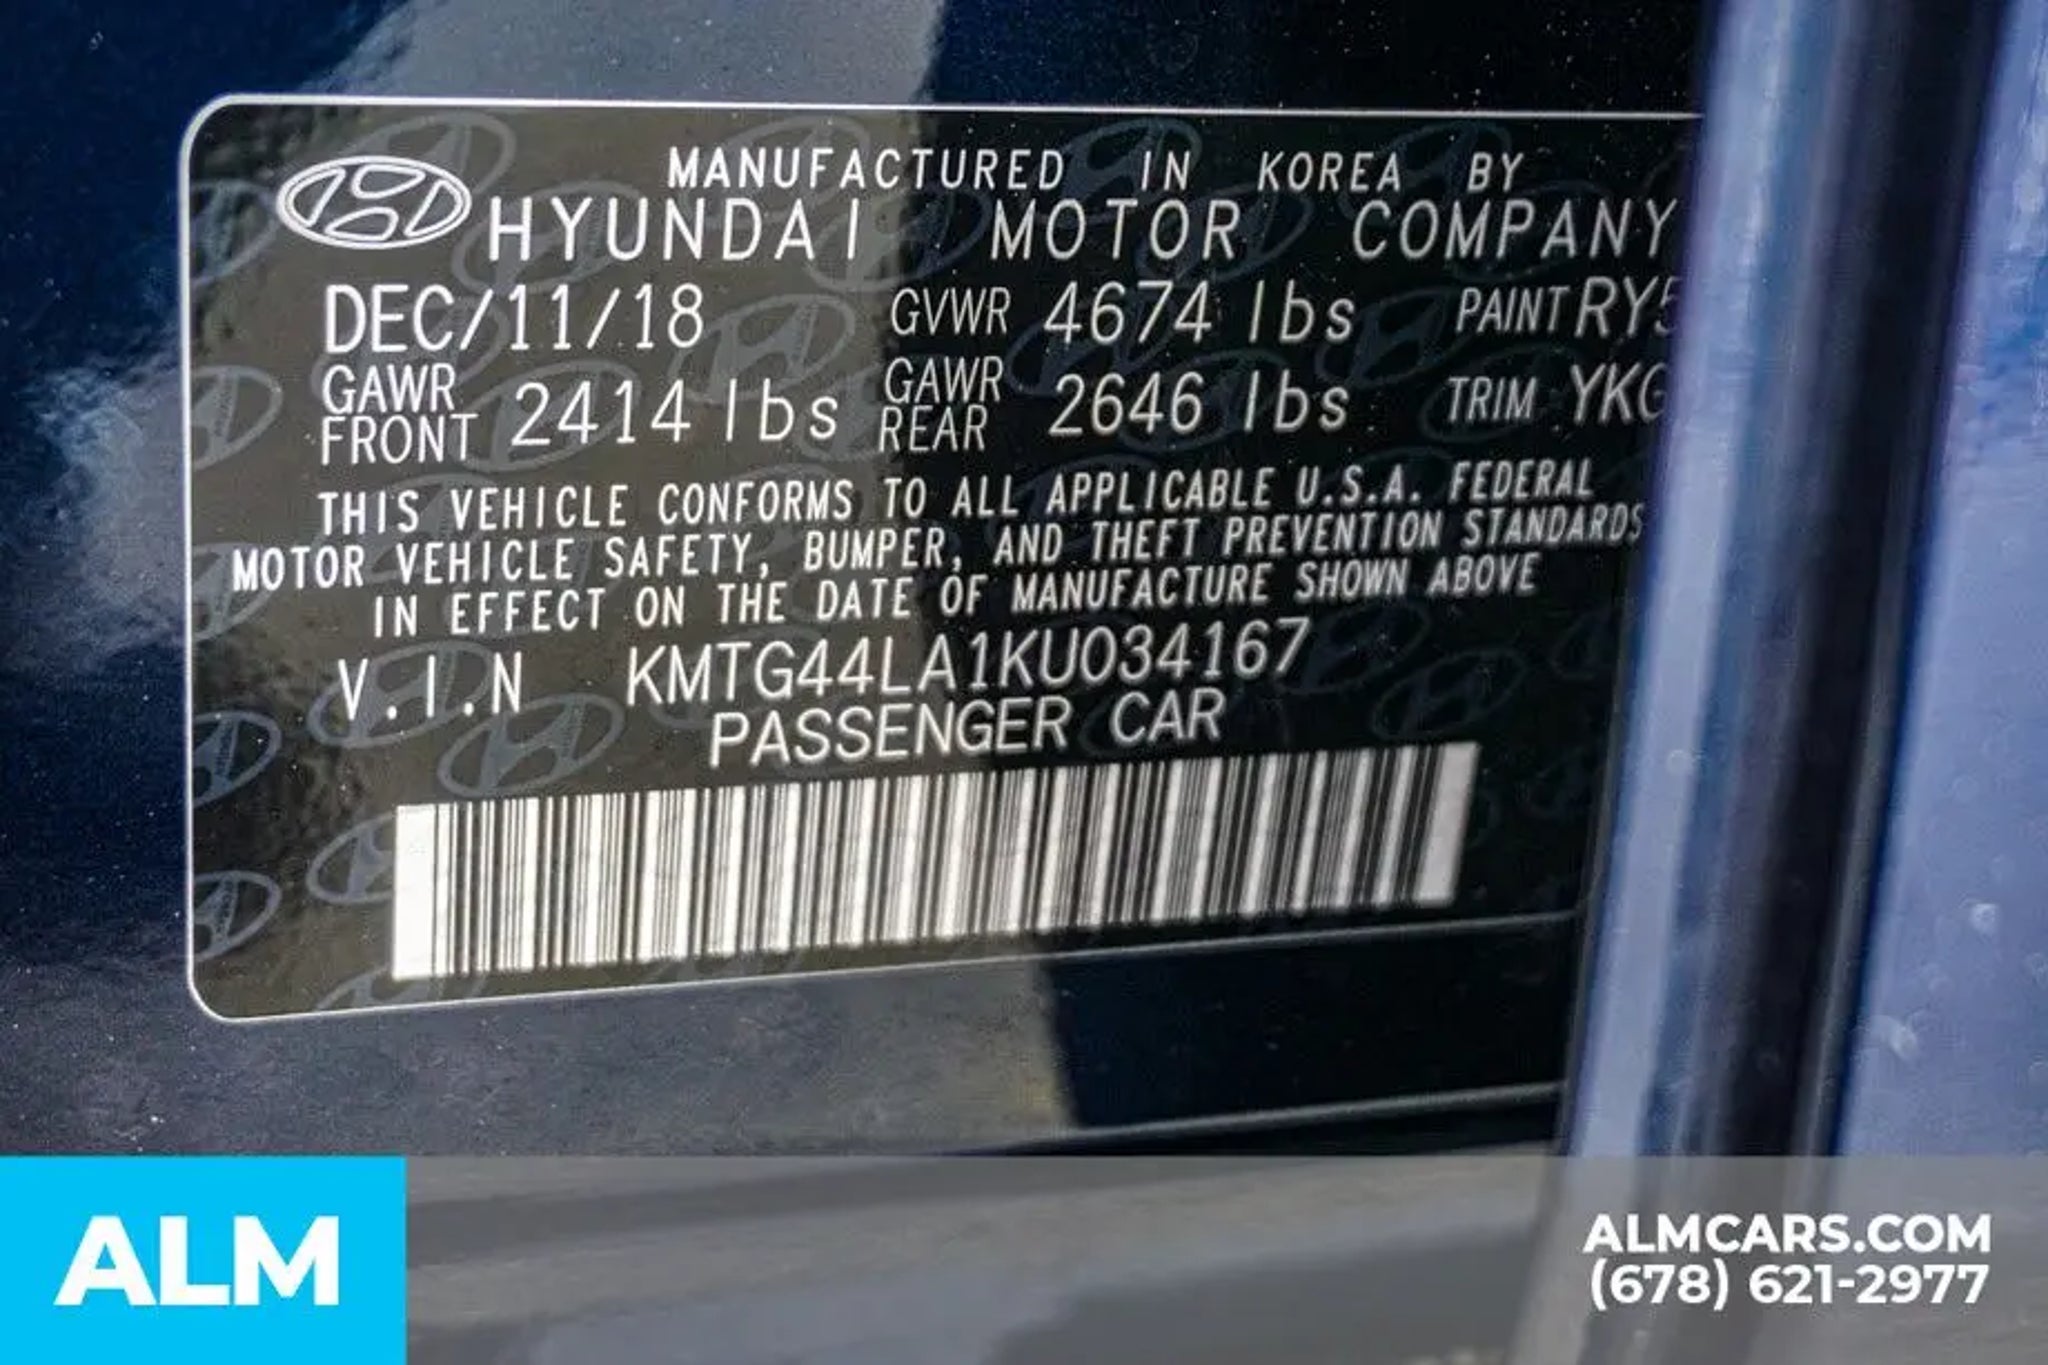 MANUFACTURED IN KOREA BY
HYUNDAI MOTOR COMPANY
DEC/11/18 GVWR 4674 lbs PAINT RY5
GAWR FRONT 2414 lbs GAWR REAR 2646 lbs TRIM YKG
THIS VEHICLE CONFORMS TO ALL APPLICABLE U.S.A. FEDERAL
MOTOR VEHICLE SAFETY, BUMPER, AND THEFT PREVENTION STANDARDS
IN EFFECT ON THE DATE OF MANUFACTURE SHOWN ABOVE
V.I.N KMTG44LA1KU034167
PASSENGER CAR
ALM
ALMCARS.COM
(678) 621-2977